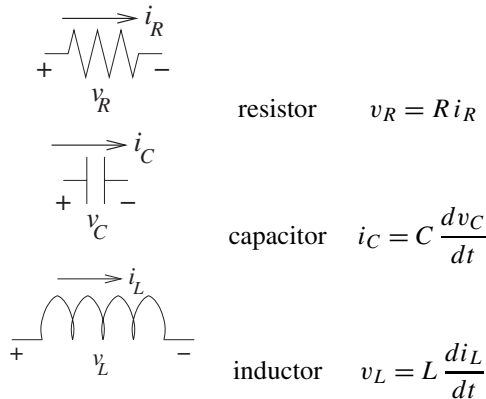 i_R
+ −
v_R
resistor v_R = R i_R
i_C
+ −
v_C
capacitor i_C = C dv_C/dt
i_L
+ −
v_L
inductor v_L = L di_L/dt